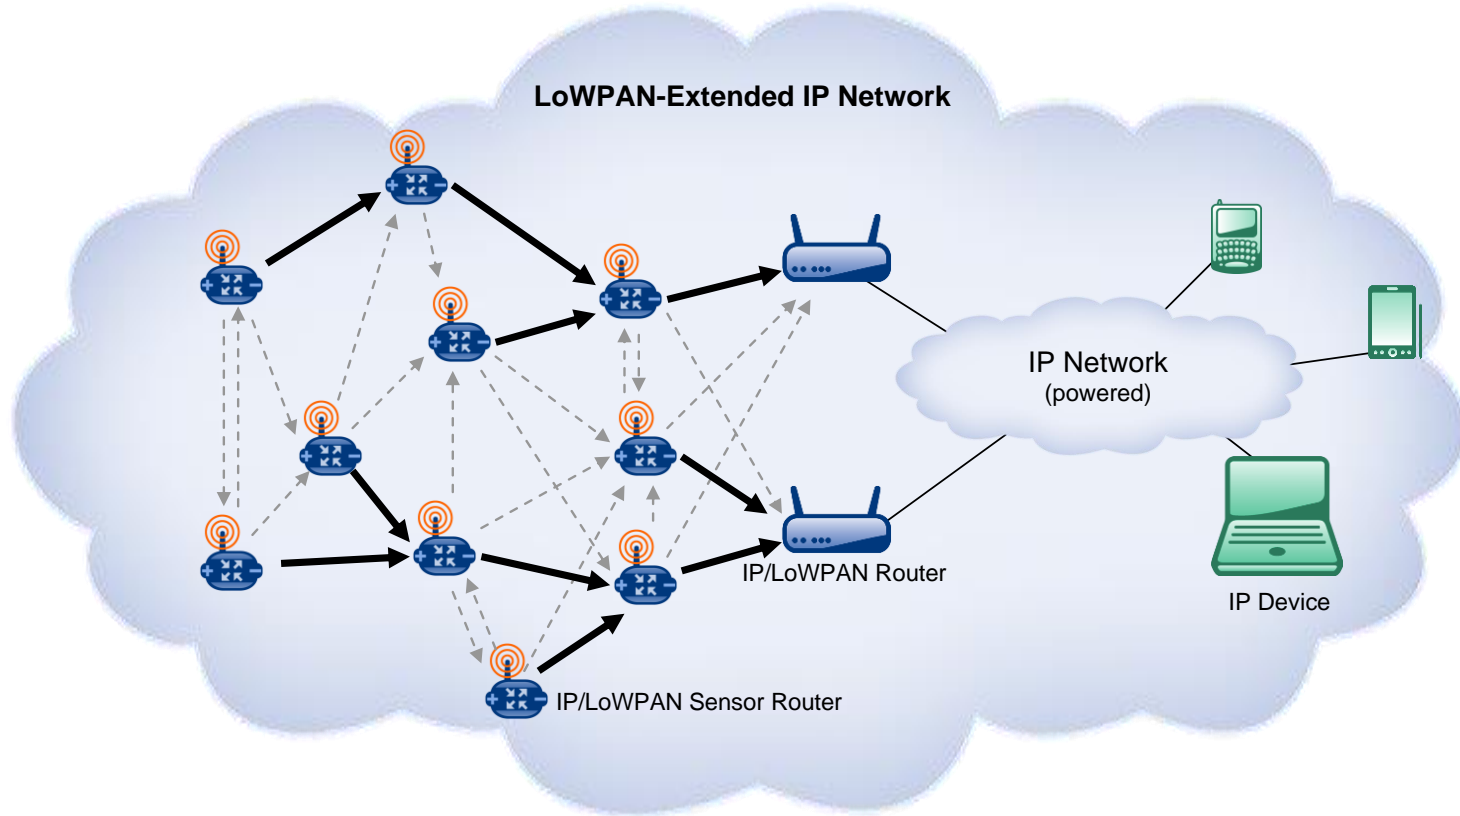 LoWPAN-Extended IP Network
IP Network
(powered)
IP/LoWPAN Router
IP Device
IP/LoWPAN Sensor Router